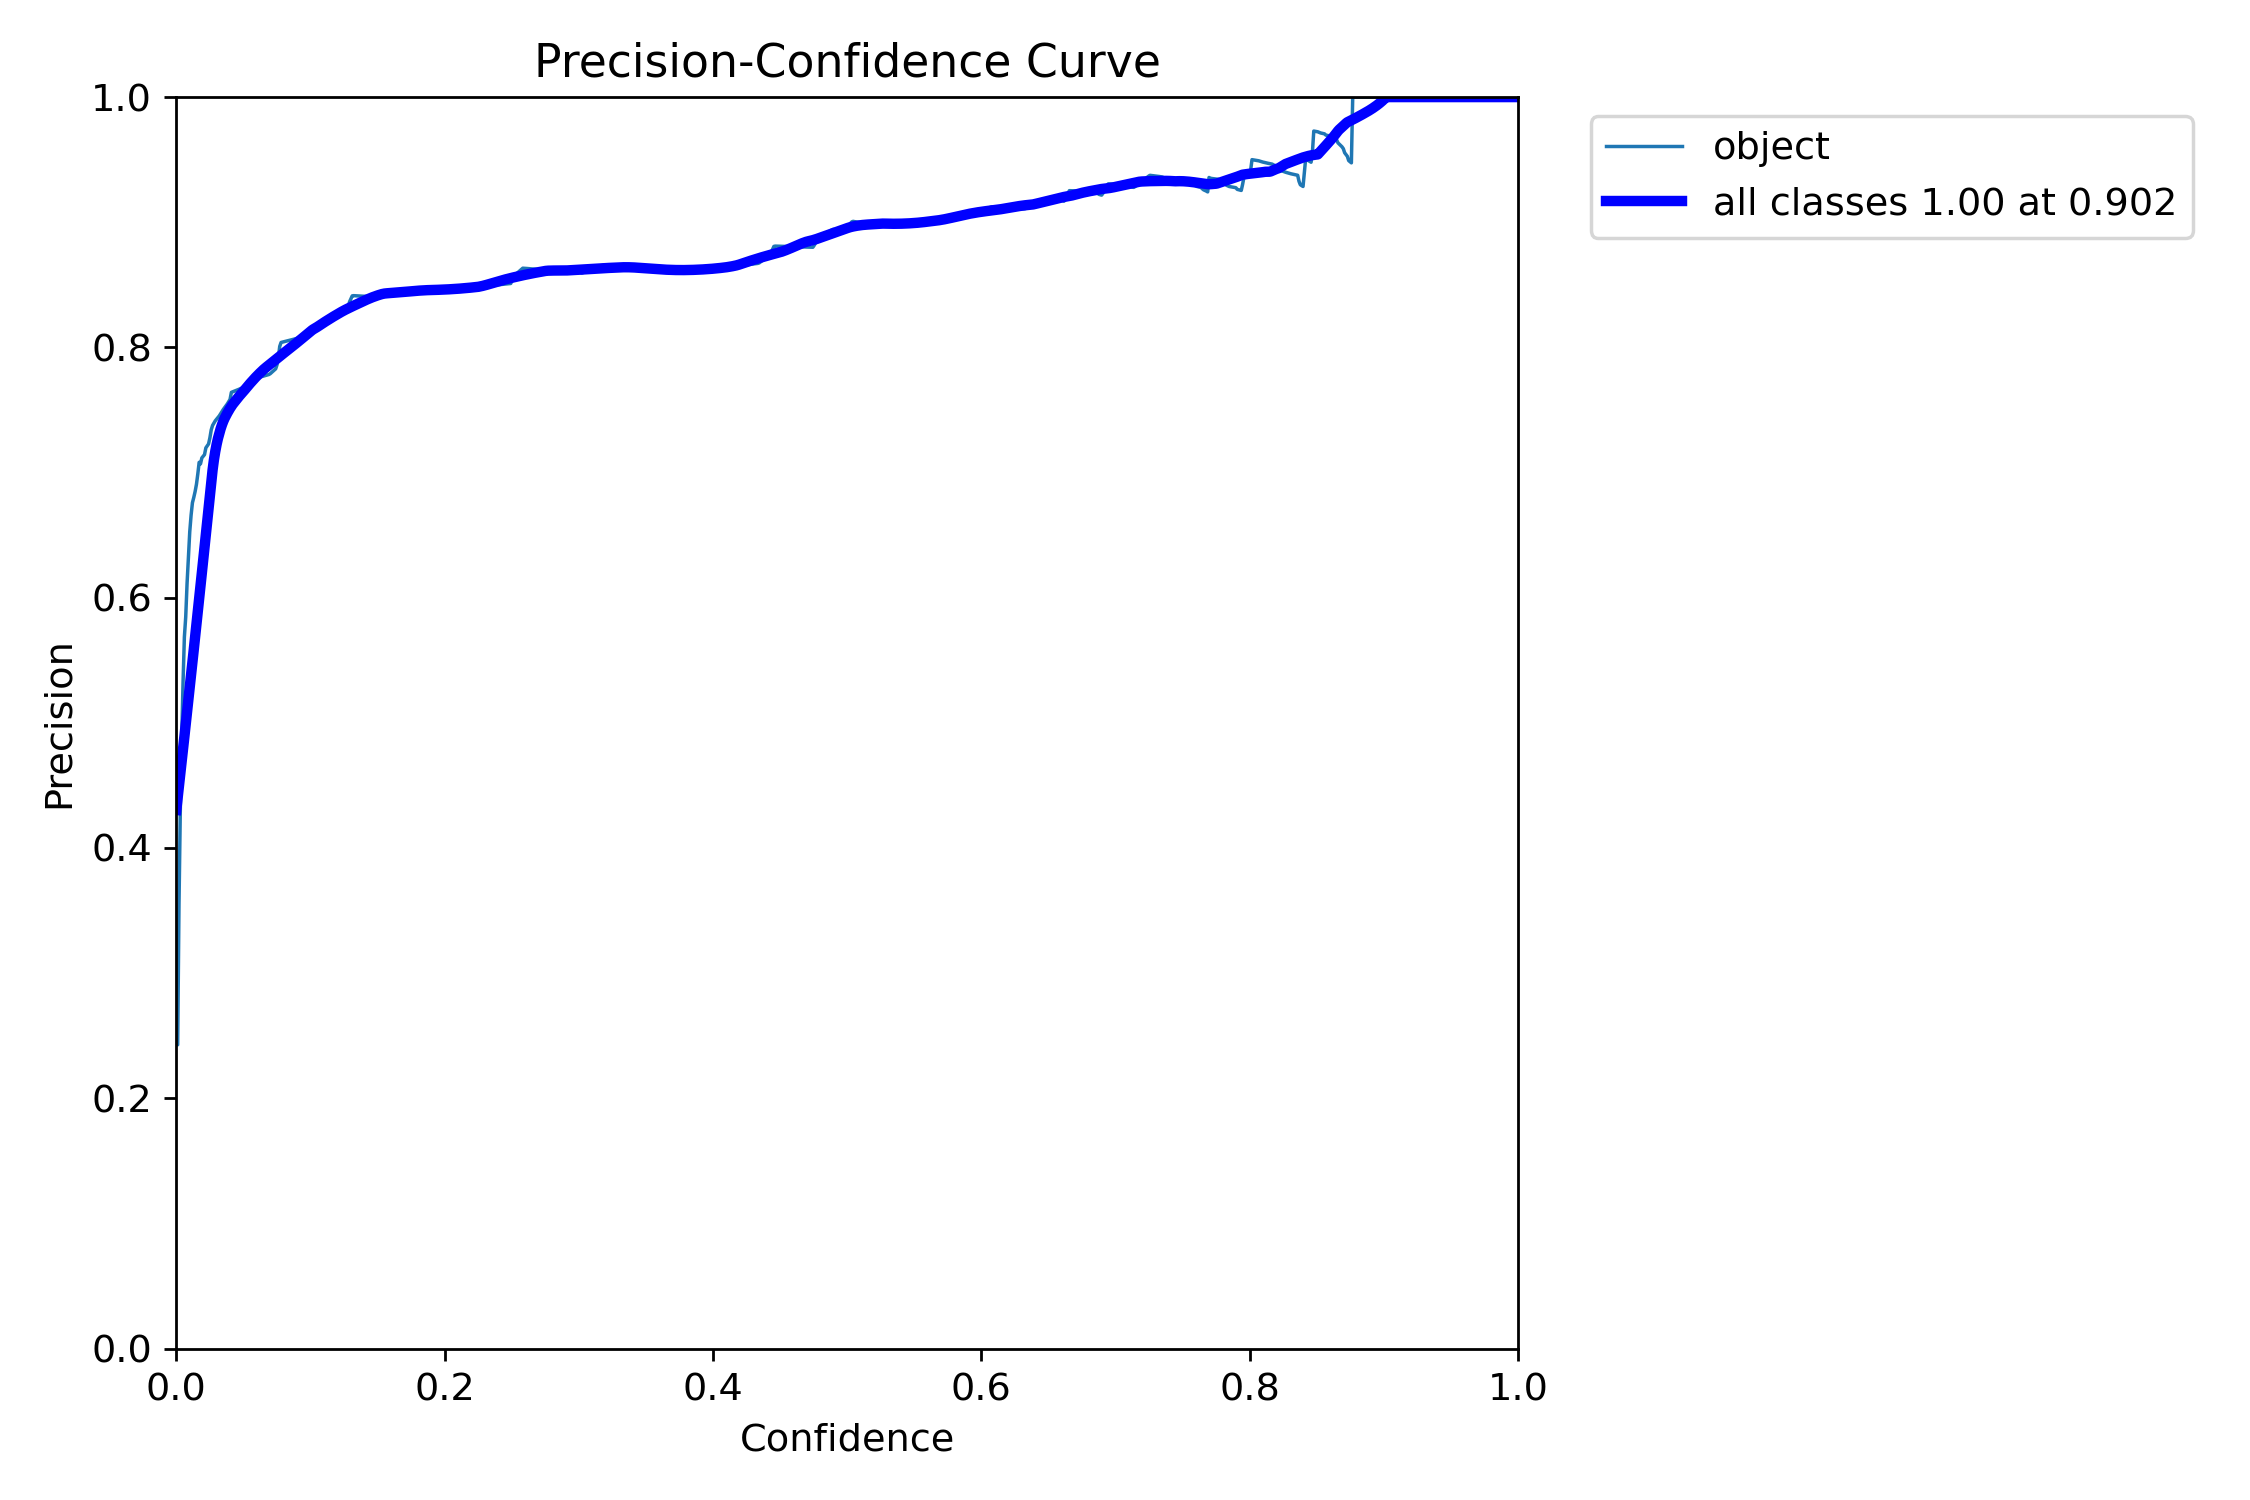 Precision-Confidence Curve
1.0
0.8
0.6
0.4
0.2
0.0
Precision
0.0 0.2 0.4 0.6 0.8 1.0
Confidence
object
all classes 1.00 at 0.902